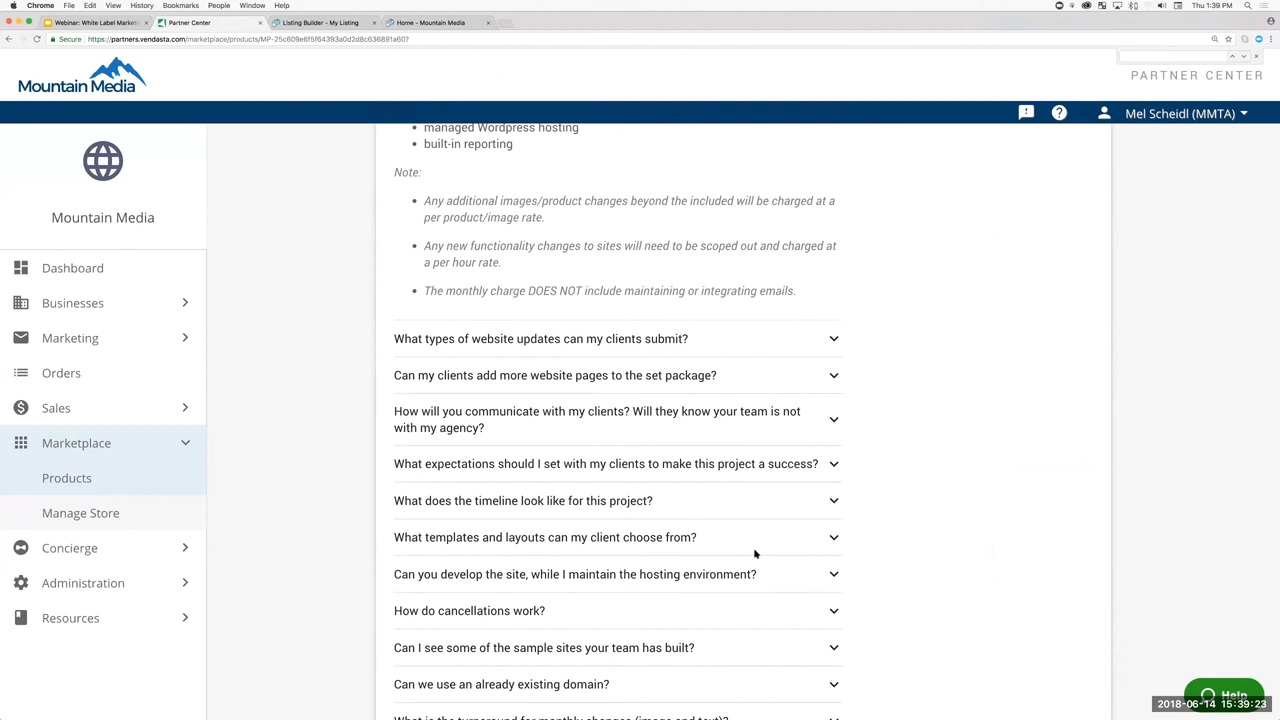 Chrome File Edit View History Bookmarks People Window Help
Thu 1:39 PM
Webinar: White Label Marketi
Partner Center
Listing Builder - My Listing
Home - Mountain Media
Secure https://partners.vendasta.com/marketplace/products/MP-25c609e6f5f64393a0d2d8c636891a60?
Mountain Media
PARTNER CENTER
Mel Scheidl (MMTA)
Mountain Media
Dashboard
Businesses
Marketing
Orders
Sales
Marketplace
Products
Manage Store
Concierge
Administration
Resources
• managed Wordpress hosting
• built-in reporting
Note:
• Any additional images/product changes beyond the included will be charged at a
per product/image rate.
• Any new functionality changes to sites will need to be scoped out and charged at
a per hour rate.
• The monthly charge DOES NOT include maintaining or integrating emails.
What types of website updates can my clients submit?
Can my clients add more website pages to the set package?
How will you communicate with my clients? Will they know your team is not
with my agency?
What expectations should I set with my clients to make this project a success?
What does the timeline look like for this project?
What templates and layouts can my client choose from?
Can you develop the site, while I maintain the hosting environment?
How do cancellations work?
Can I see some of the sample sites your team has built?
Can we use an already existing domain?
What is the turnaround for monthly changes (image and text)?
Help
2018-06-14 15:39:23